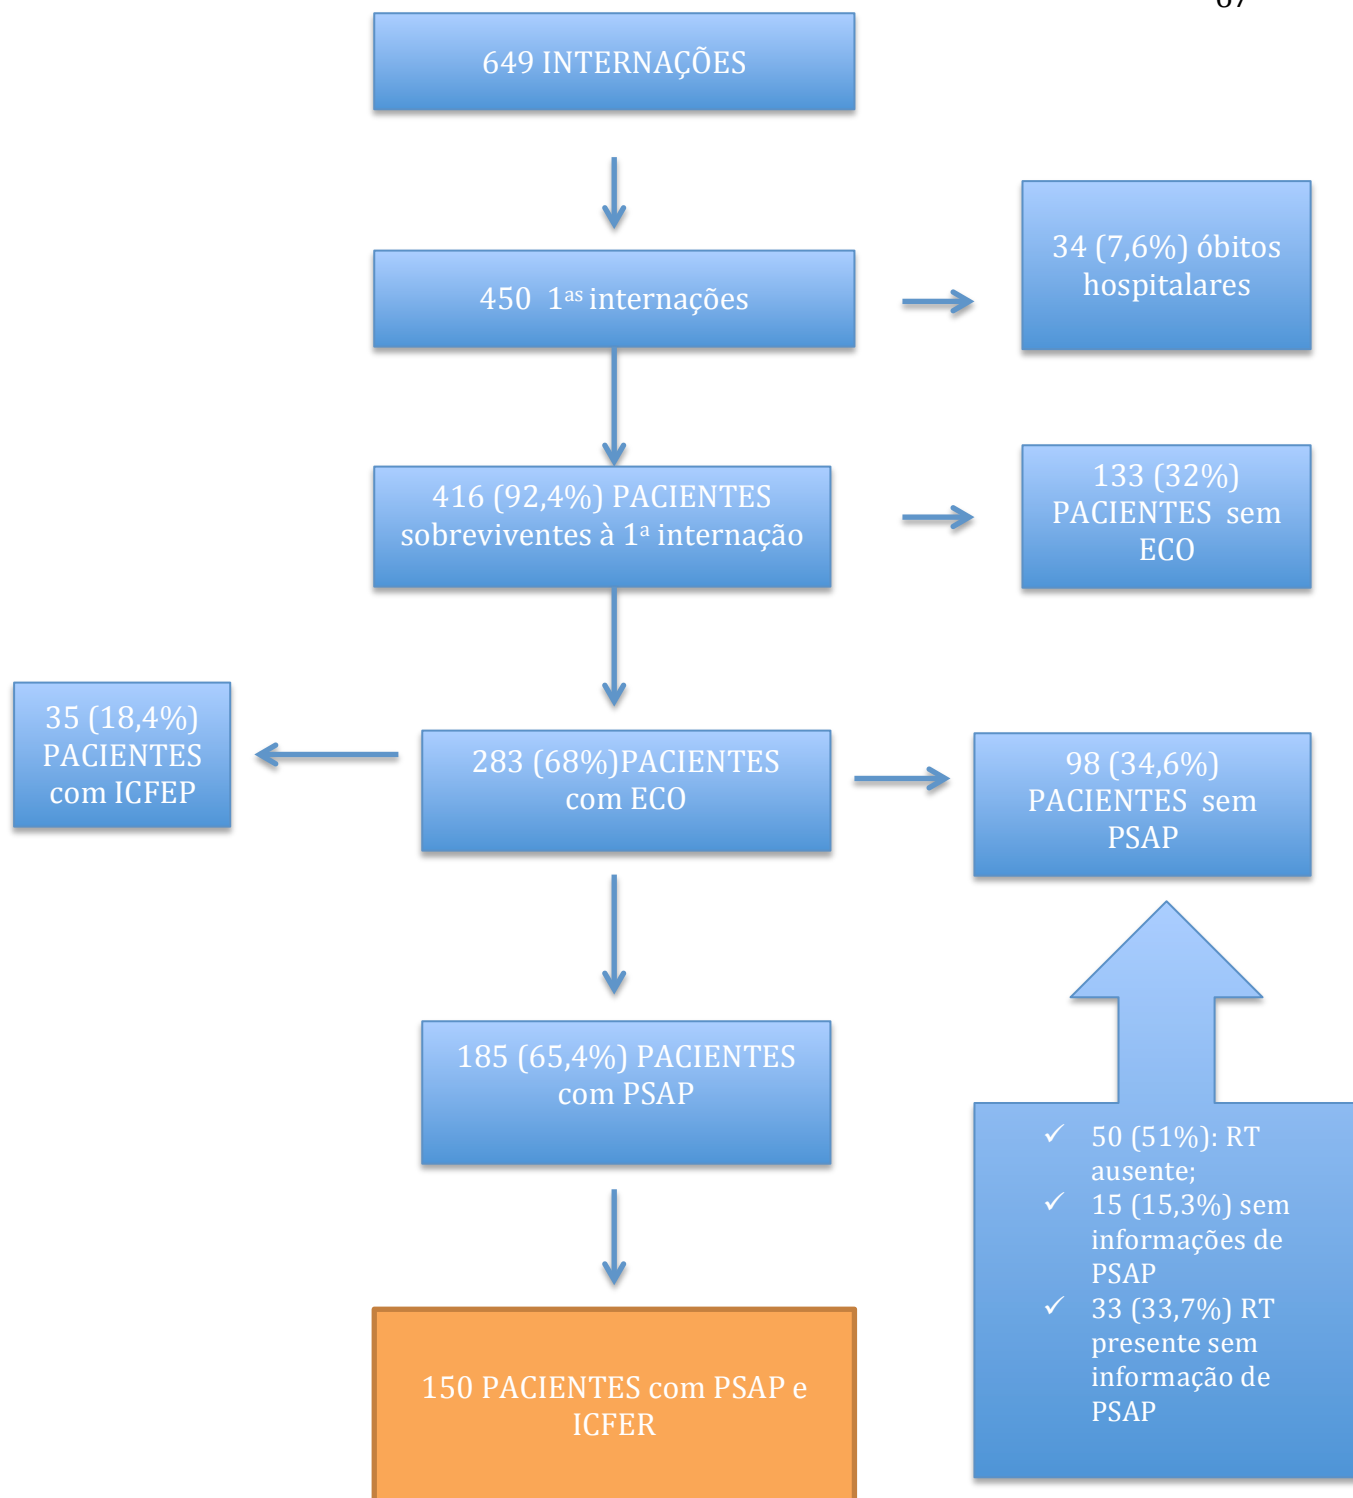 649 INTERNAÇÕES
450 1as internações
34 (7,6%) óbitos
hospitalares
416 (92,4%) PACIENTES
sobreviventes à 1a internação
133 (32%)
PACIENTES sem
ECO
35 (18,4%)
PACIENTES
com ICFEP
283 (68%)PACIENTES
com ECO
98 (34,6%)
PACIENTES sem
PSAP
185 (65,4%) PACIENTES
com PSAP
✓ 50 (51%): RT
ausente;
✓ 15 (15,3%) sem
informações de
PSAP
✓ 33 (33,7%) RT
presente sem
informação de
PSAP
150 PACIENTES com PSAP e
ICFER